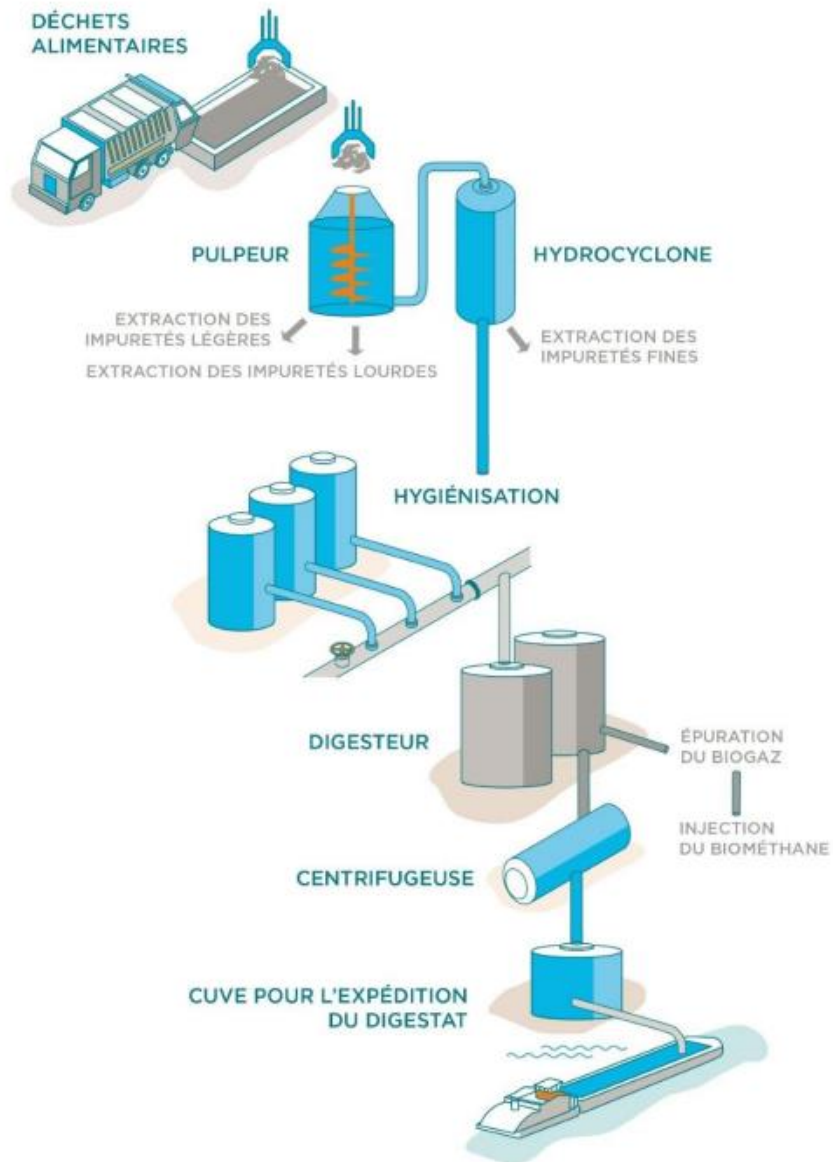 DÉCHETS
ALIMENTAIRES
PULPEUR
HYDROCYCLONE
EXTRACTION DES
IMPURETÉS LÉGÈRES
EXTRACTION DES IMPURETÉS LOURDES
EXTRACTION DES
IMPURETÉS FINES
HYGIÉNISATION
DIGESTEUR
ÉPURATION
DU BIOGAZ
INJECTION
DU BIOMÉTHANE
CENTRIFUGEUSE
CUVE POUR L'EXPÉDITION
DU DIGESTAT